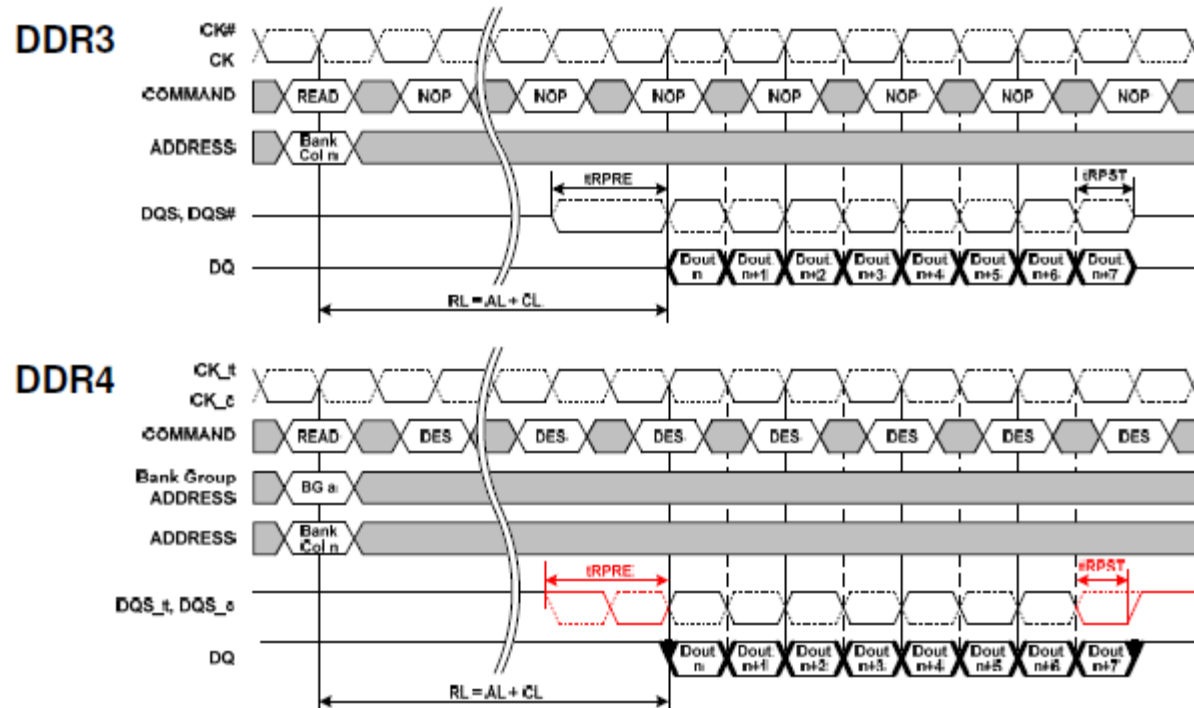 DDR3
CK#
CK
COMMAND READ NOP NOP NOP NOP NOP NOP NOP
ADDRESS Bank
Col n
tRPRE tRPST
DQS, DQS#
DQ Dout n Dout n+1 Dout n+2 Dout n+3 Dout n+4 Dout n+5 Dout n+6 Dout n+7
RL = AL + CL
DDR4
CK_t
CK_c
COMMAND READ DES DES DES DES DES DES DES
Bank Group
ADDRESS BG a
ADDRESS Bank
Col n
tRPRE tRPST
DQS_t, DQS_c
DQ Dout n Dout n+1 Dout n+2 Dout n+3 Dout n+4 Dout n+5 Dout n+6 Dout n+7
RL = AL + CL